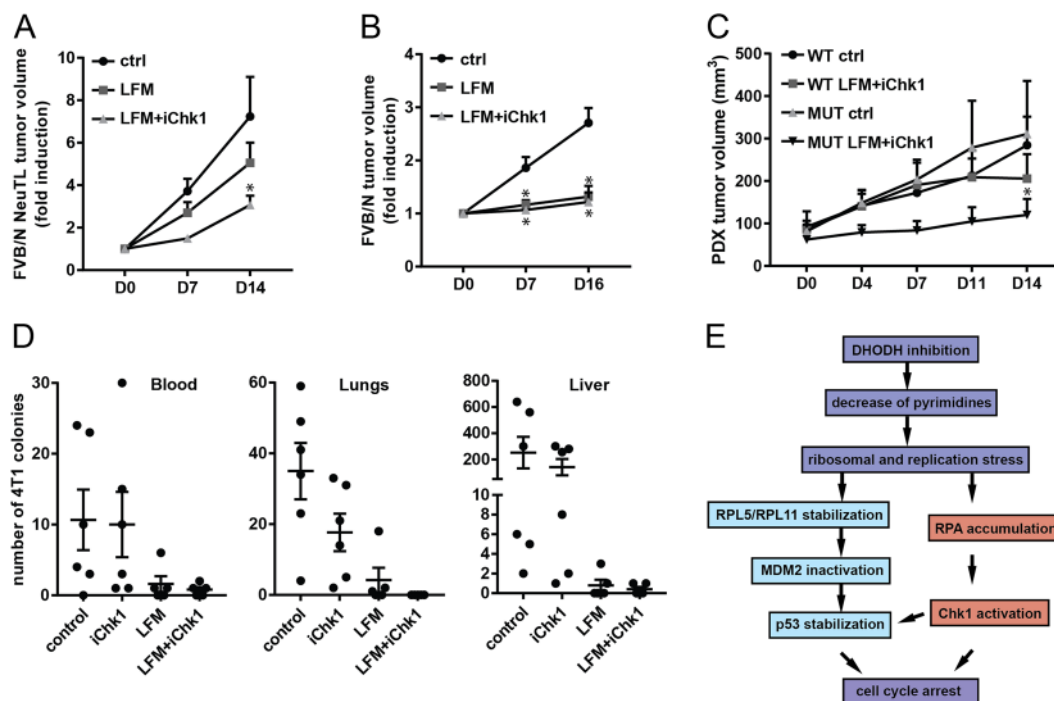 A
FVB/N NeuTL tumor volume
(fold induction)
10
8
6
4
2
0
ctrl
LFM
LFM+iChk1
*
D0 D7 D14
B
FVB/N tumor volume
(fold induction)
4
3
2
1
0
ctrl
LFM
LFM+iChk1
* *
* *
D0 D7 D16
C
PDX tumor volume (mm³)
500
400
300
200
100
0
WT ctrl
WT LFM+iChk1
MUT ctrl
MUT LFM+iChk1
*
D0 D4 D7 D11 D14
D
number of 4T1 colonies
Blood
30
20
10
0
control iChk1 LFM LFM+iChk1
Lungs
60
40
20
0
control iChk1 LFM LFM+iChk1
Liver
800
600
400
200
10
8
6
4
2
0
control iChk1 LFM LFM+iChk1
E
DHODH inhibition
decrease of pyrimidines
ribosomal and replication stress
RPL5/RPL11 stabilization
RPA accumulation
MDM2 inactivation
Chk1 activation
p53 stabilization
cell cycle arrest